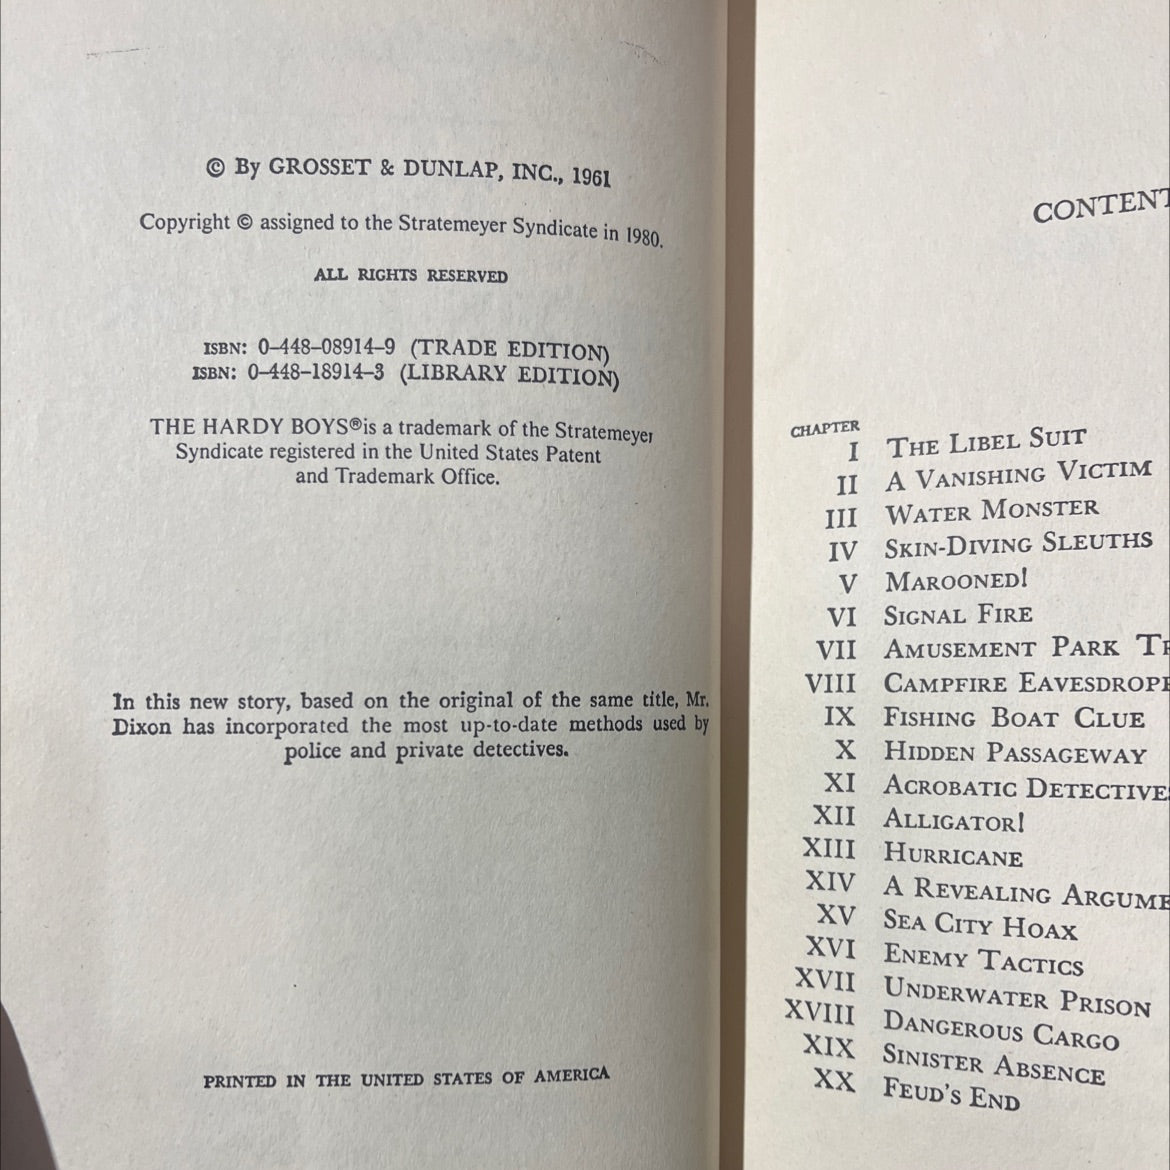 © By GROSSET & DUNLAP, INC., 1961
Copyright © assigned to the Stratemeyer Syndicate in 1980.
ALL RIGHTS RESERVED
ISBN: 0-448-08914-9 (TRADE EDITION)
ISBN: 0-448-18914-3 (LIBRARY EDITION)
THE HARDY BOYS® is a trademark of the Stratemeyer
Syndicate registered in the United States Patent
and Trademark Office.
In this new story, based on the original of the same title, Mr.
Dixon has incorporated the most up-to-date methods used by
police and private detectives.
PRINTED IN THE UNITED STATES OF AMERICA
CONTENT
CHAPTER
I THE LIBEL SUIT
II A VANISHING VICTIM
III WATER MONSTER
IV SKIN-DIVING SLEUTHS
V MAROONED!
VI SIGNAL FIRE
VII AMUSEMENT PARK
VIII CAMPFIRE EAVESDROP
IX FISHING BOAT CLUE
X HIDDEN PASSAGEWAY
XI ACROBATIC DETECTIVE
XII ALLIGATOR!
XIII HURRICANE
XIV A REVEALING ARGUME
XV SEA CITY HOAX
XVI ENEMY TACTICS
XVII UNDERWATER PRISON
XVIII DANGEROUS CARGO
XIX SINISTER ABSENCE
XX FEUD'S END